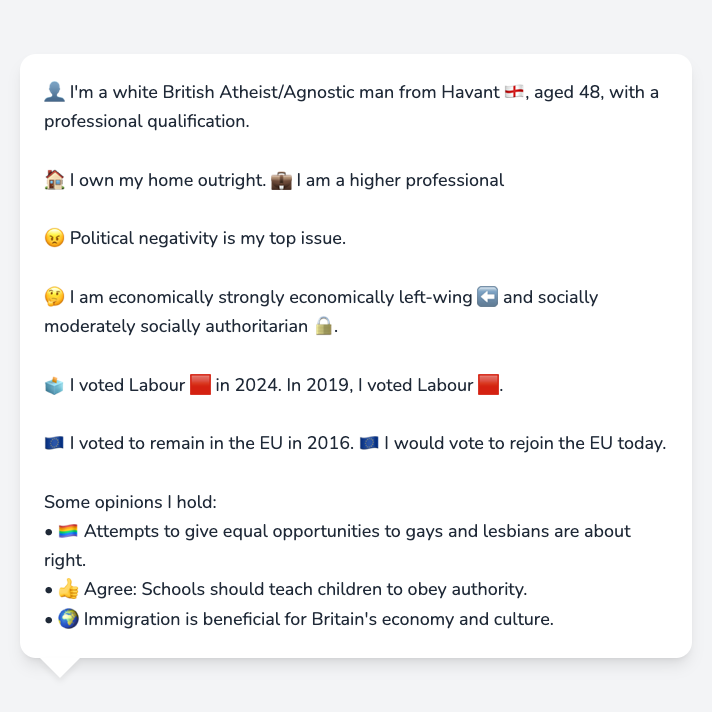 👤 I'm a white British Atheist/Agnostic man from Havant 🏴󠁧󠁢󠁥󠁮󠁧󠁿, aged 48, with a
professional qualification.
🏠 I own my home outright. 💼 I am a higher professional
😠 Political negativity is my top issue.
🤔 I am economically strongly economically left-wing ⬅️ and socially
moderately socially authoritarian 🔒.
🗳️ I voted Labour 🟥 in 2024. In 2019, I voted Labour 🟥.
🇪🇺 I voted to remain in the EU in 2016. 🇪🇺 I would vote to rejoin the EU today.
Some opinions I hold:
• 🏳️‍🌈 Attempts to give equal opportunities to gays and lesbians are about
right.
• 👍 Agree: Schools should teach children to obey authority.
• 🌍 Immigration is beneficial for Britain's economy and culture.